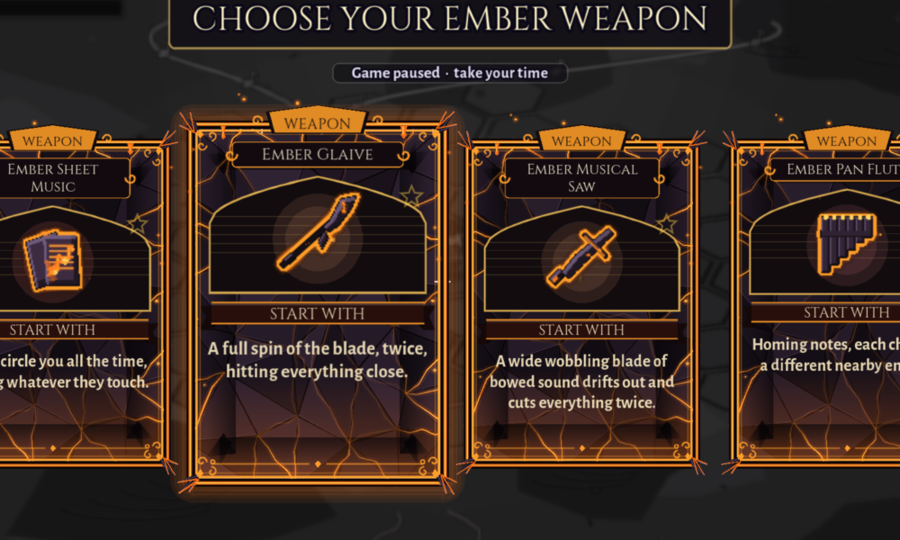 CHOOSE YOUR EMBER WEAPON
Game paused · take your time
WEAPON
EMBER SHEET
MUSIC
START WITH
circle you all the time,
whatever they touch.
WEAPON
EMBER GLAIVE
START WITH
A full spin of the blade, twice,
hitting everything close.
WEAPON
EMBER MUSICAL
SAW
START WITH
A wide wobbling blade of
bowed sound drifts out and
cuts everything twice.
WEAPON
EMBER PAN
START WITH
Homing notes, each
a different nearby